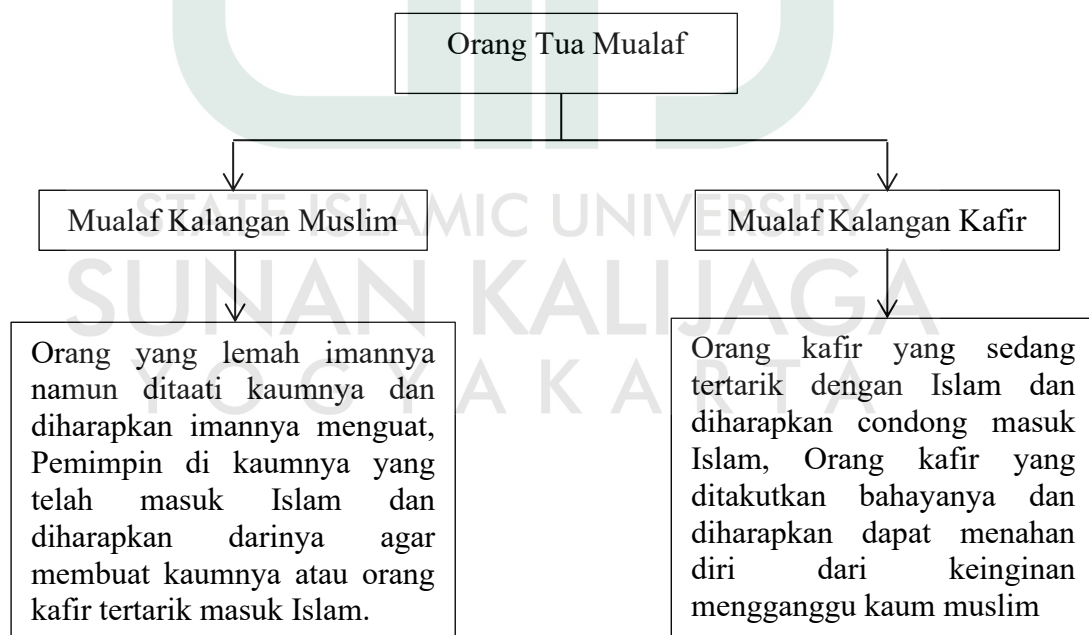 Orang Tua Mualaf
Mualaf Kalangan Muslim
Mualaf Kalangan Kafir
STATE ISLAMIC UNIVERSITY
SUNAN KALIJAGA
YOGYAKARTA
Orang yang lemah imannya
namun ditaati kaumnya dan
diharapkan imannya menguat,
Pemimpin di kaumnya yang
telah masuk Islam dan
diharapkan darinya agar
membuat kaumnya atau orang
kafir tertarik masuk Islam.
Orang kafir yang sedang
tertarik dengan Islam dan
diharapkan condong masuk
Islam, Orang kafir yang
ditakutkan bahayanya dan
diharapkan dapat menahan
diri dari keinginan
mengganggu kaum muslim